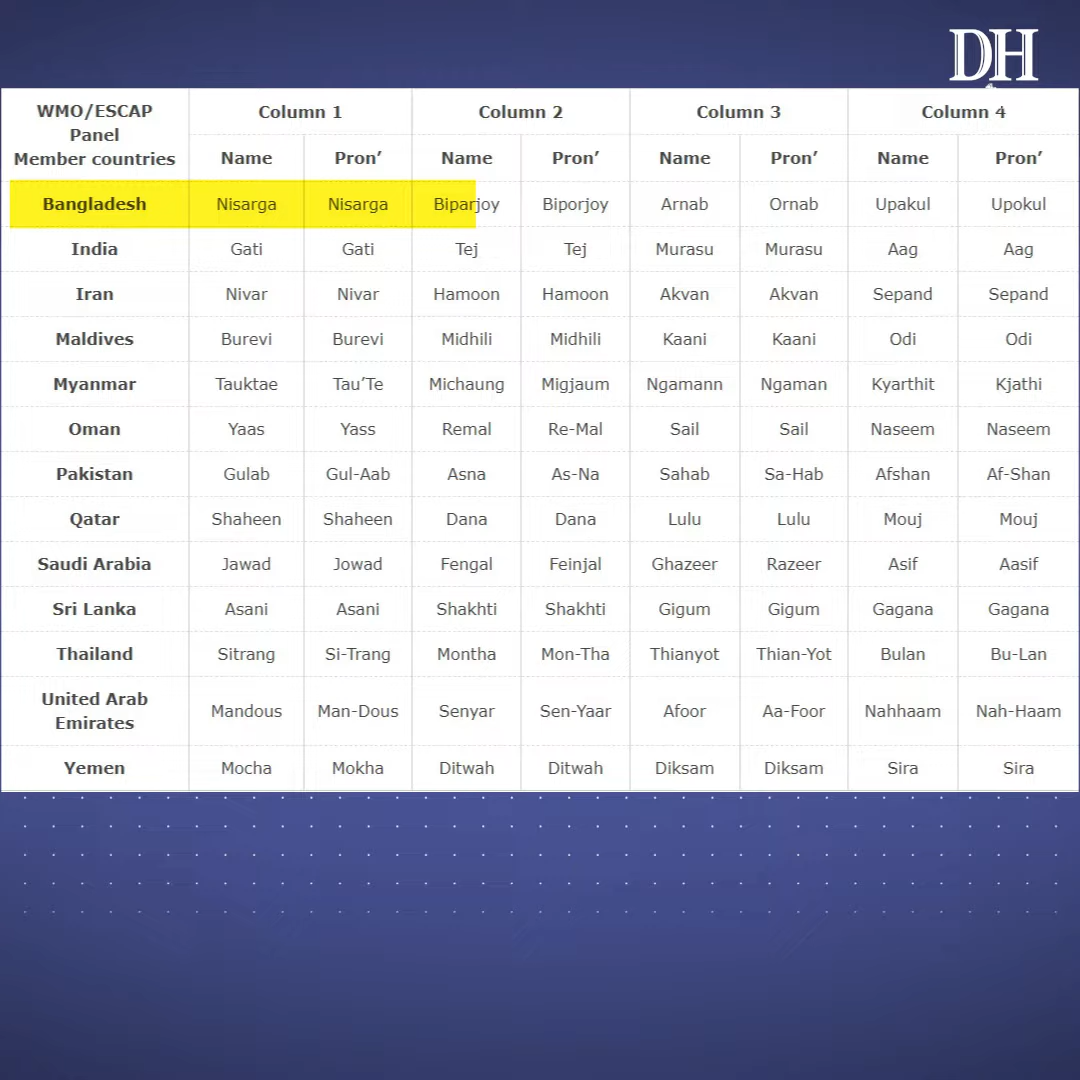 DH
WMO/ESCAP Column 1 Column 2 Column 3 Column 4
Panel
Member countries Name Pron’ Name Pron’ Name Pron’ Name Pron’
Bangladesh Nisarga Nisarga Biparjoy Biporjoy Arnab Ornab Upakul Upokul
India Gati Gati Tej Tej Murasu Murasu Aag Aag
Iran Nivar Nivar Hamoon Hamoon Akvan Akvan Sepand Sepand
Maldives Burevi Burevi Midhili Midhili Kaani Kaani Odi Odi
Myanmar Tauktae Tau’Te Michaung Migjaum Ngamann Ngaman Kyarthit Kjathi
Oman Yaas Yass Remal Re-Mal Sail Sail Naseem Naseem
Pakistan Gulab Gul-Aab Asna As-Na Sahab Sa-Hab Afshan Af-Shan
Qatar Shaheen Shaheen Dana Dana Lulu Lulu Mouj Mouj
Saudi Arabia Jawad Jowad Fengal Feinjal Ghazeer Razeer Asif Aasif
Sri Lanka Asani Asani Shakhti Shakhti Gigum Gigum Gagana Gagana
Thailand Sitrang Si-Trang Montha Mon-Tha Thianyot Thian-Yot Bulan Bu-Lan
United Arab
Emirates Mandous Man-Dous Senyar Sen-Yaar Afoor Aa-Foor Nahhaam Nah-Haam
Yemen Mocha Mokha Ditwah Ditwah Diksam Diksam Sira Sira